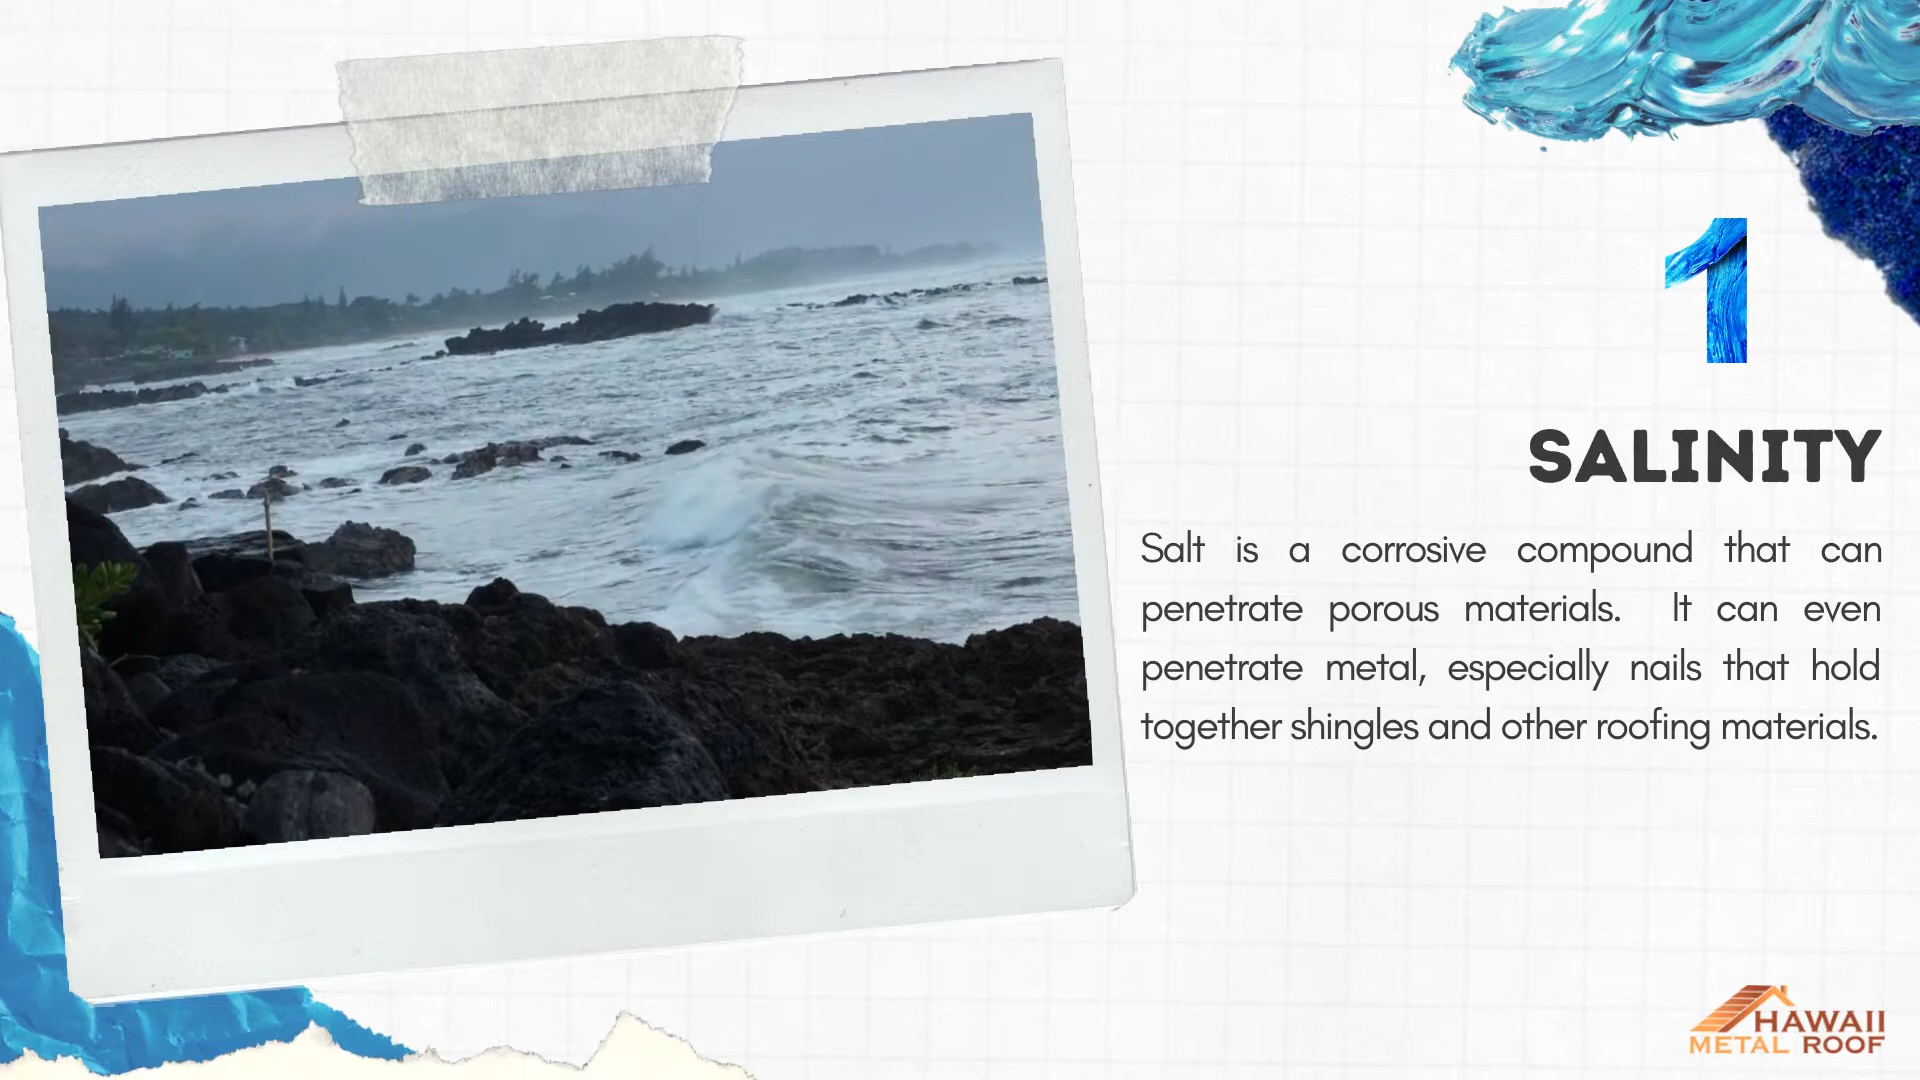 1
SALINITY
Salt is a corrosive compound that can
penetrate porous materials.  It can even
penetrate metal, especially nails that hold
together shingles and other roofing materials.
HAWAII
METAL ROOF